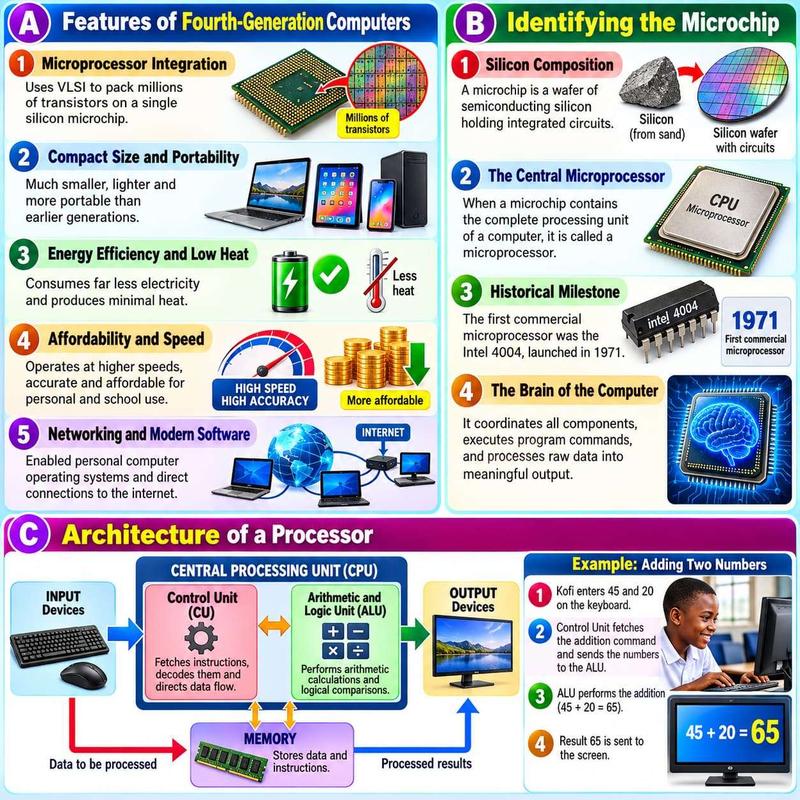 A Features of Fourth-Generation Computers
1 Microprocessor Integration
Uses VLSI to pack millions
of transistors on a single
silicon microchip.
Millions of
transistors
2 Compact Size and Portability
Much smaller, lighter and
more portable than
earlier generations.
3 Energy Efficiency and Low Heat
Consumes far less electricity
and produces minimal heat.
Less
heat
4 Affordability and Speed
Operates at higher speeds,
accurate and affordable for
personal and school use.
HIGH SPEED
HIGH ACCURACY
More affordable
5 Networking and Modern Software
Enabled personal computer
operating systems and direct
connections to the internet.
INTERNET
B Identifying the Microchip
1 Silicon Composition
A microchip is a wafer of
semiconducting silicon
holding integrated circuits.
Silicon
(from sand)
Silicon wafer
with circuits
2 The Central Microprocessor
When a microchip contains
the complete processing unit
of a computer, it is called a
microprocessor.
CPU
Microprocessor
3 Historical Milestone
The first commercial
microprocessor was the
Intel 4004, launched in 1971.
intel 4004
1971
First commercial
microprocessor
4 The Brain of the Computer
It coordinates all components,
executes program commands,
and processes raw data into
meaningful output.
C Architecture of a Processor
INPUT
Devices
CENTRAL PROCESSING UNIT (CPU)
Control Unit
(CU)
Fetches instructions,
decodes them and
directs data flow.
Arithmetic and
Logic Unit (ALU)
+ −
× ÷
Performs arithmetic
calculations and
logical comparisons.
OUTPUT
Devices
MEMORY
Stores data and
instructions.
Data to be processed
Processed results
Example: Adding Two Numbers
1 Kofi enters 45 and 20
on the keyboard.
2 Control Unit fetches
the addition command
and sends the numbers
to the ALU.
3 ALU performs the addition
(45 + 20 = 65).
4 Result 65 is sent to
the screen.
45 + 20 = 65